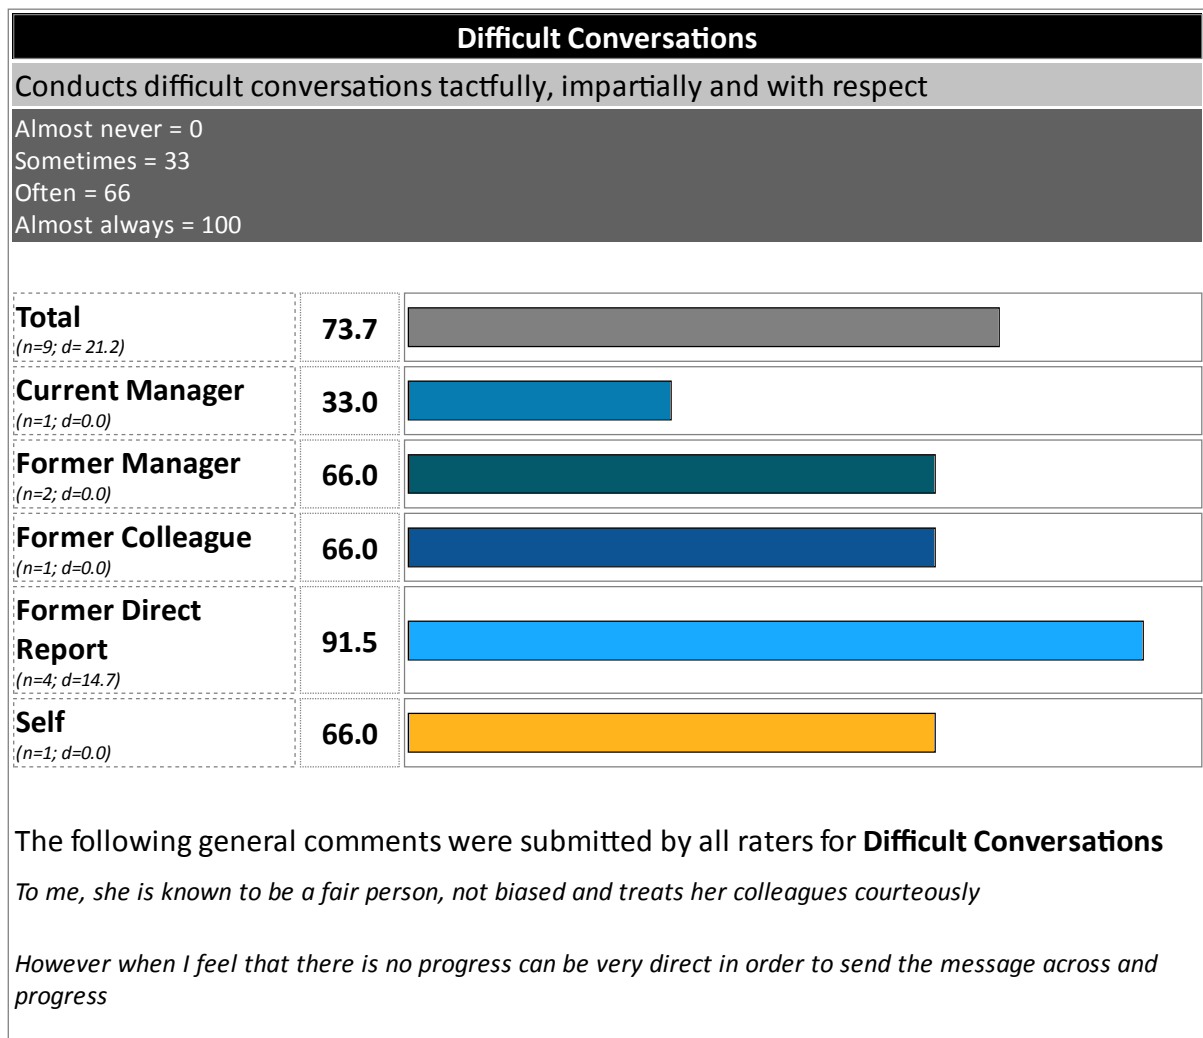 Difficult Conversations
Conducts difficult conversations tactfully, impartially and with respect
Almost never = 0
Sometimes = 33
Often = 66
Almost always = 100
Total
(n=9; d= 21.2)
73.7
Current Manager
(n=1; d=0.0)
33.0
Former Manager
(n=2; d=0.0)
66.0
Former Colleague
(n=1; d=0.0)
66.0
Former Direct
Report
(n=4; d=14.7)
91.5
Self
(n=1; d=0.0)
66.0
The following general comments were submitted by all raters for Difficult Conversations
To me, she is known to be a fair person, not biased and treats her colleagues courteously
However when I feel that there is no progress can be very direct in order to send the message across and
progress